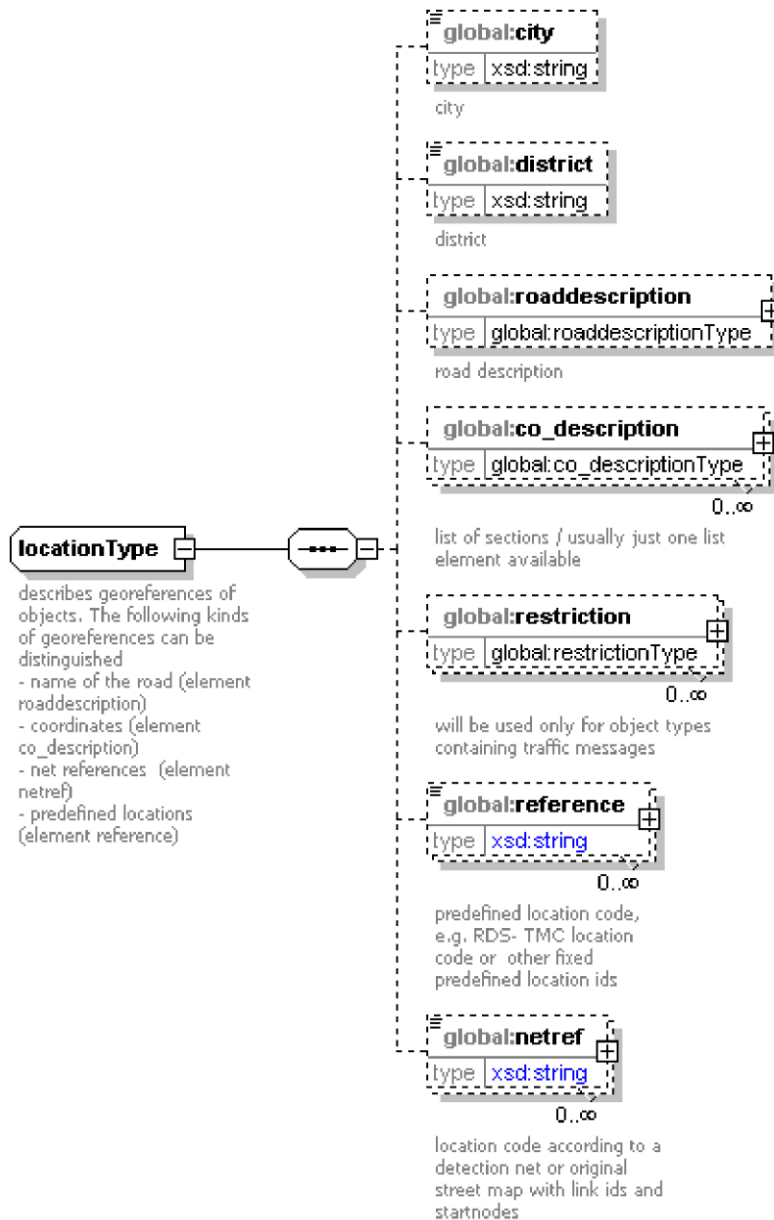 global:city
type xsd:string
city
global:district
type xsd:string
district
global:roaddescription
type global:roaddescriptionType
road description
global:co_description
type global:co_descriptionType
0..∞
list of sections / usually just one list
element available
locationType
describes georeferences of
objects. The following kinds
of georeferences can be
distinguished
- name of the road (element
roaddescription)
- coordinates (element
co_description)
- net references (element
netref)
- predefined locations
(element reference)
global:restriction
type global:restrictionType
0..∞
will be used only for object types
containing traffic messages
global:reference
type xsd:string
0..∞
predefined location code,
e.g. RDS- TMC location
code or other fixed
predefined location ids
global:netref
type xsd:string
0..∞
location code according to a
detection net or original
street map with link ids and
startnodes